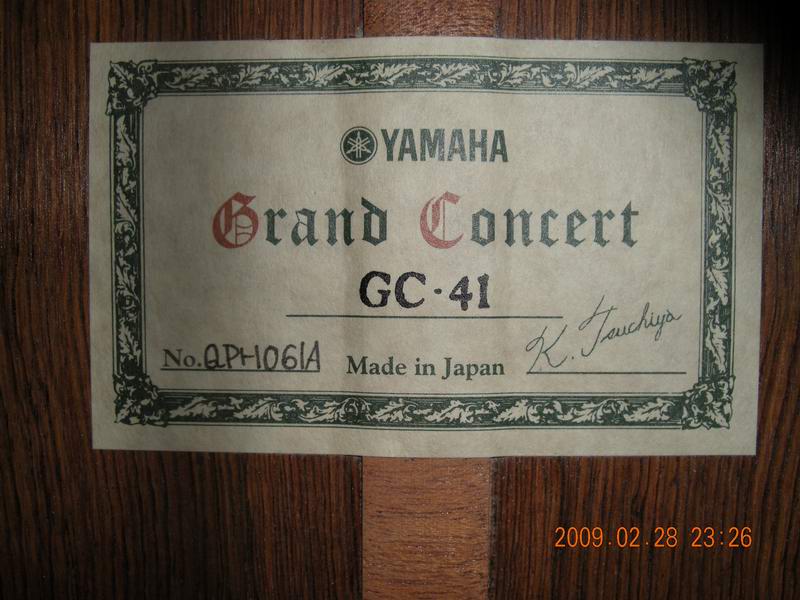 YAMAHA
Grand Concert
GC-41
No. QPH061A Made in Japan K. Tsuchiya
2009.02.28 23:26